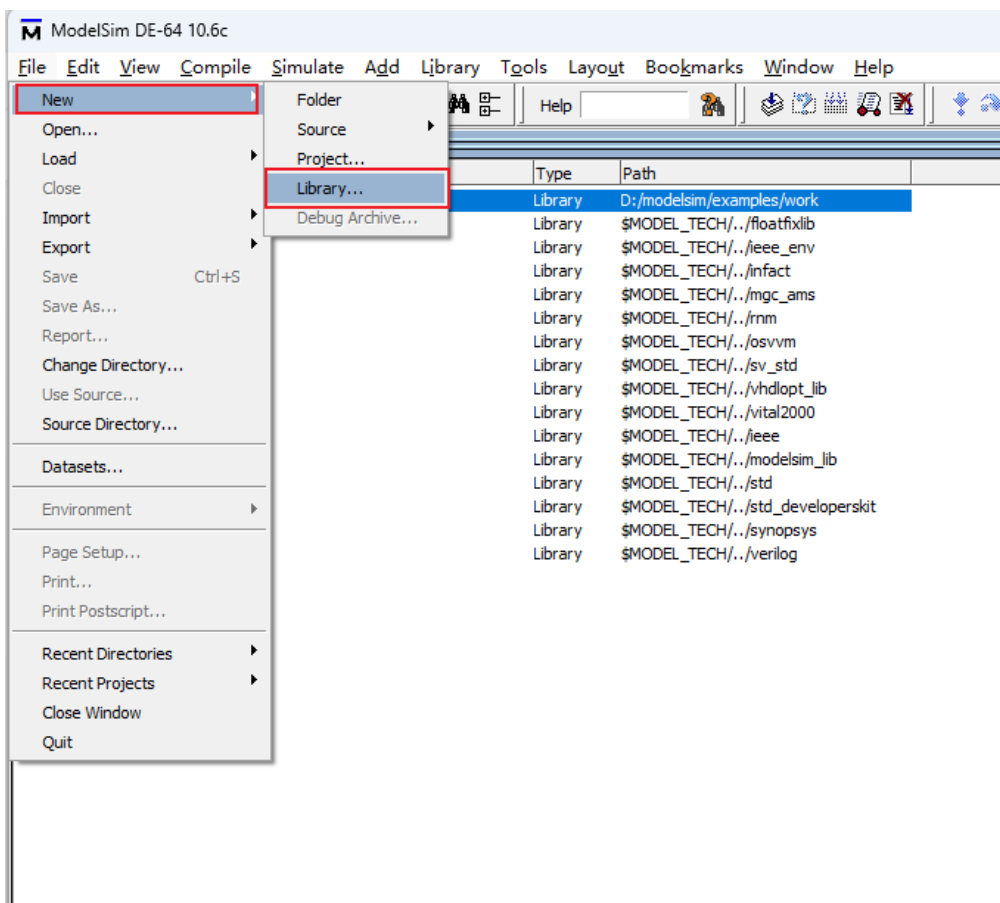 ModelSim DE-64 10.6c
File Edit View Compile Simulate Add Library Tools Layout Bookmarks Window Help
Help
New
Open...
Load
Close
Import
Export
Save Ctrl+S
Save As...
Report...
Change Directory...
Use Source...
Source Directory...
Datasets...
Environment
Page Setup...
Print...
Print Postscript...
Recent Directories
Recent Projects
Close Window
Quit
Folder
Source
Project...
Library...
Debug Archive...
Type Path
Library D:/modelsim/examples/work
Library $MODEL_TECH/../floatfixlib
Library $MODEL_TECH/../ieee_env
Library $MODEL_TECH/../infact
Library $MODEL_TECH/../mgc_ams
Library $MODEL_TECH/../rnm
Library $MODEL_TECH/../osvvm
Library $MODEL_TECH/../sv_std
Library $MODEL_TECH/../vhdlopt_lib
Library $MODEL_TECH/../vital2000
Library $MODEL_TECH/../ieee
Library $MODEL_TECH/../modelsim_lib
Library $MODEL_TECH/../std
Library $MODEL_TECH/../std_developerskit
Library $MODEL_TECH/../synopsys
Library $MODEL_TECH/../verilog